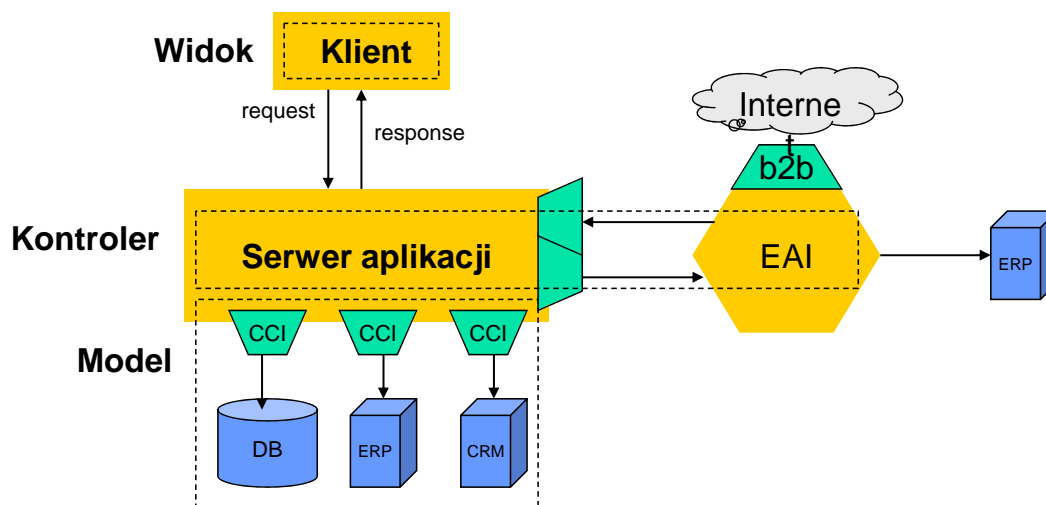 Widok
Klient
request
response
Interne
t
b2b
Kontroler
Serwer aplikacji
EAI
ERP
Model
CCI
CCI
CCI
DB
ERP
CRM